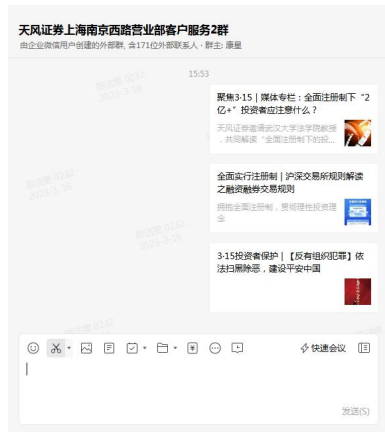 天风证券上海南京西路营业部客户服务2群
由企业微信用户创建的外部群, 含171位外部联系人 · 群主: 康星
15:53
聚焦3·15 | 媒体专栏：全面注册制下“2
亿+”投资者应注意什么？
天风证券邀请武汉大学法学院教授
，共同解读“全面注册制下的投...
全面实行注册制 | 沪深交易所规则解读
之融资融券交易规则
拥抱全面注册制，贯彻理性投资理
念
3·15投资者保护 | 【反有组织犯罪】依
法扫黑除恶，建设平安中国
快速会议
发送(S)